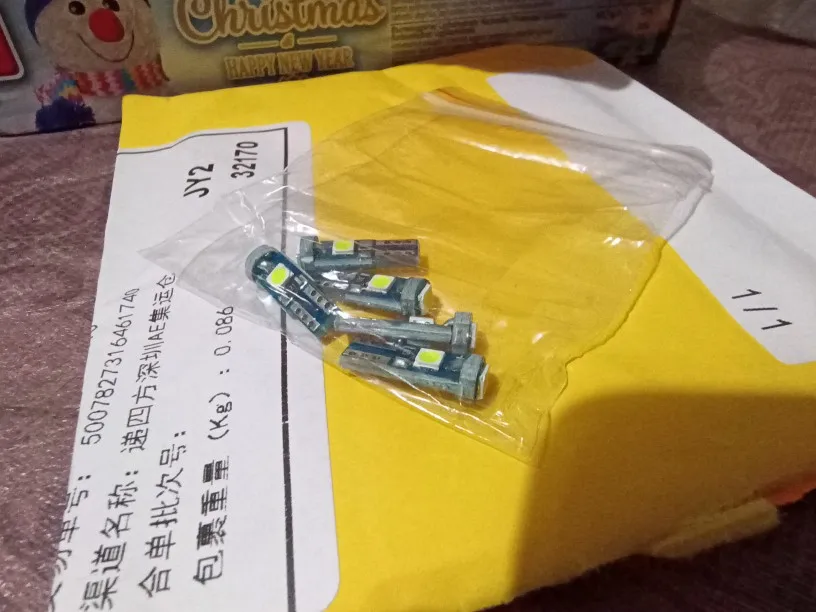 Christmas
&
HAPPY NEW YEAR
JY2
32170
单号: 5007827316461740
渠道名称: 递四方深圳AE集运仓
合单批次号:
包裹重量 (Kg) : 0.086
1/1